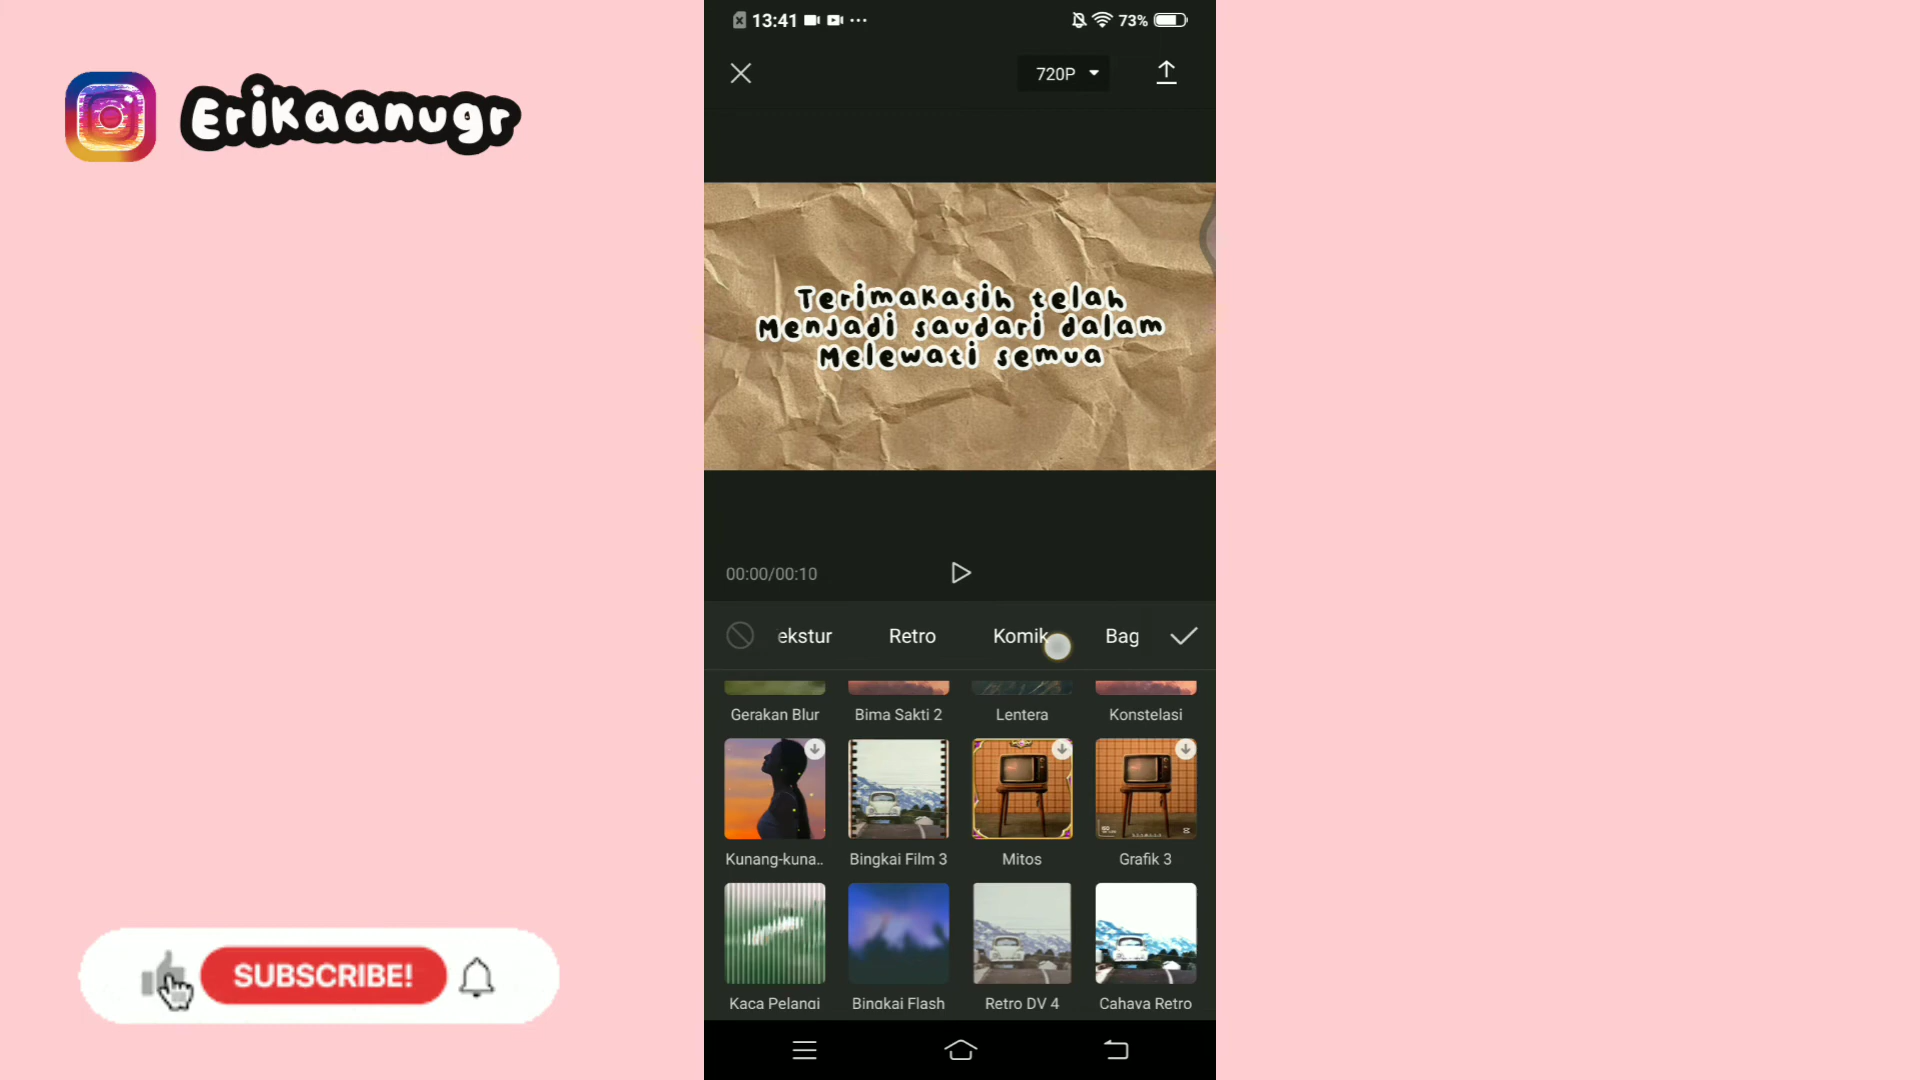 Erikaanugr
13:41
73%
720P
Terimakasih telah
Menjadi saudari dalam
Melewati semua
00:00/00:10
ekstur Retro Komik Bag
Gerakan Blur Bima Sakti 2 Lentera Konstelasi
Kunang-kuna.. Bingkai Film 3 Mitos Grafik 3
Kaca Pelangi Bingkai Flash Retro DV 4 Cahaya Retro
SUBSCRIBE!